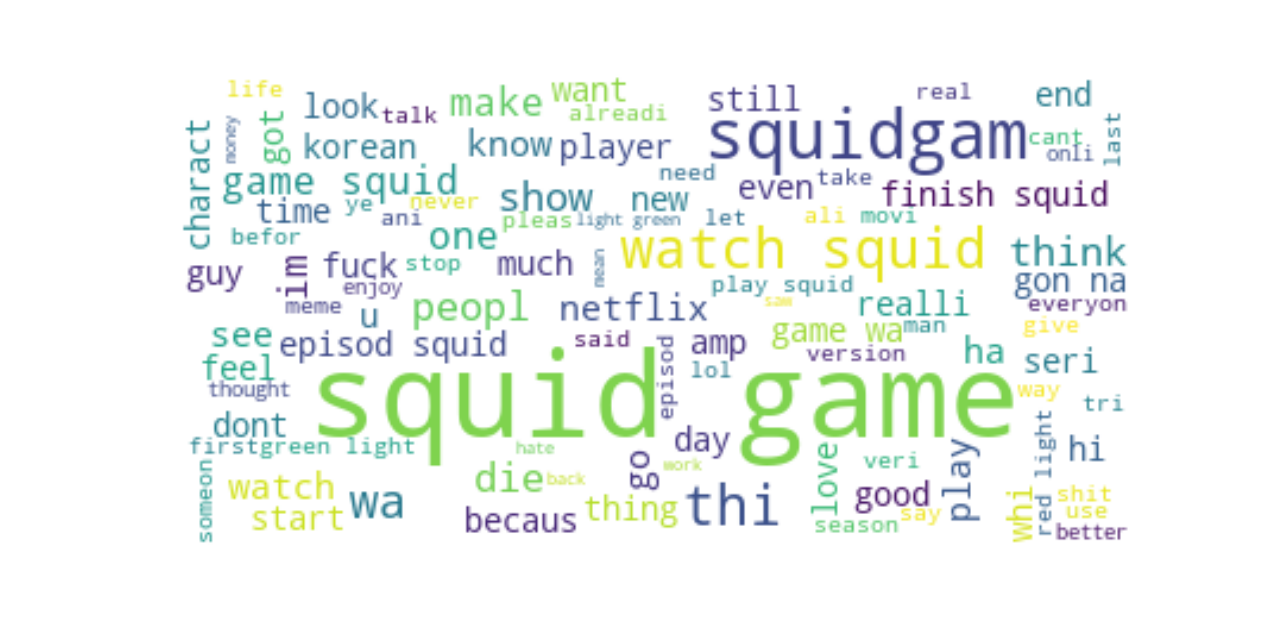 life
look
talk
make
want
alreadi
still
real
end
charact
money
got
korean
know
player
squidgam
cant
onli
last
game squid
show
new
need
even
take
finish squid
time
ye
never
ani
pleas
light green
let
ali
movi
befor
one
watch squid
think
guy
im
fuck
stop
much
mean
play squid
gon na
enjoy
meme
u
peopl
netflix
saw
realli
everyon
see
episod squid
said
episod
amp
game wa
man
version
give
ha
seri
feel
thought
lol
squid game
way
tri
dont
day
first
green light
hate
go
work
love
veri
play
red light
hi
someon
watch
start
wa
die
back
becaus
thing
thi
good
say
season
whi
shit
use
better